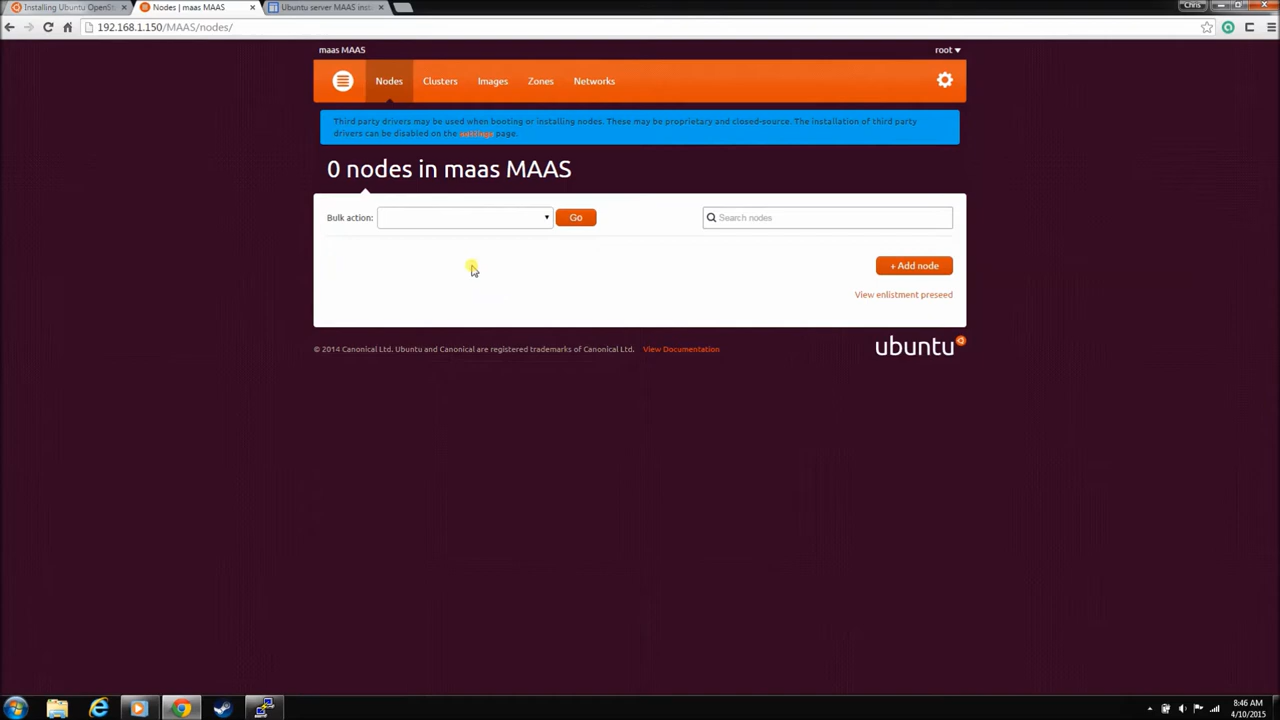 Installing Ubuntu OpenSt
Nodes | maas MAAS
Ubuntu server MAAS inst
Chris
192.168.1.150/MAAS/nodes/
maas MAAS
root
Nodes
Clusters
Images
Zones
Networks
Third party drivers may be used when booting or installing nodes. These may be proprietary and closed-source. The installation of third party
drivers can be disabled on the settings page.
0 nodes in maas MAAS
Bulk action:
Go
Search nodes
+ Add node
View enlistment preseed
© 2014 Canonical Ltd. Ubuntu and Canonical are registered trademarks of Canonical Ltd.
View Documentation
ubuntu
8:46 AM
4/10/2015